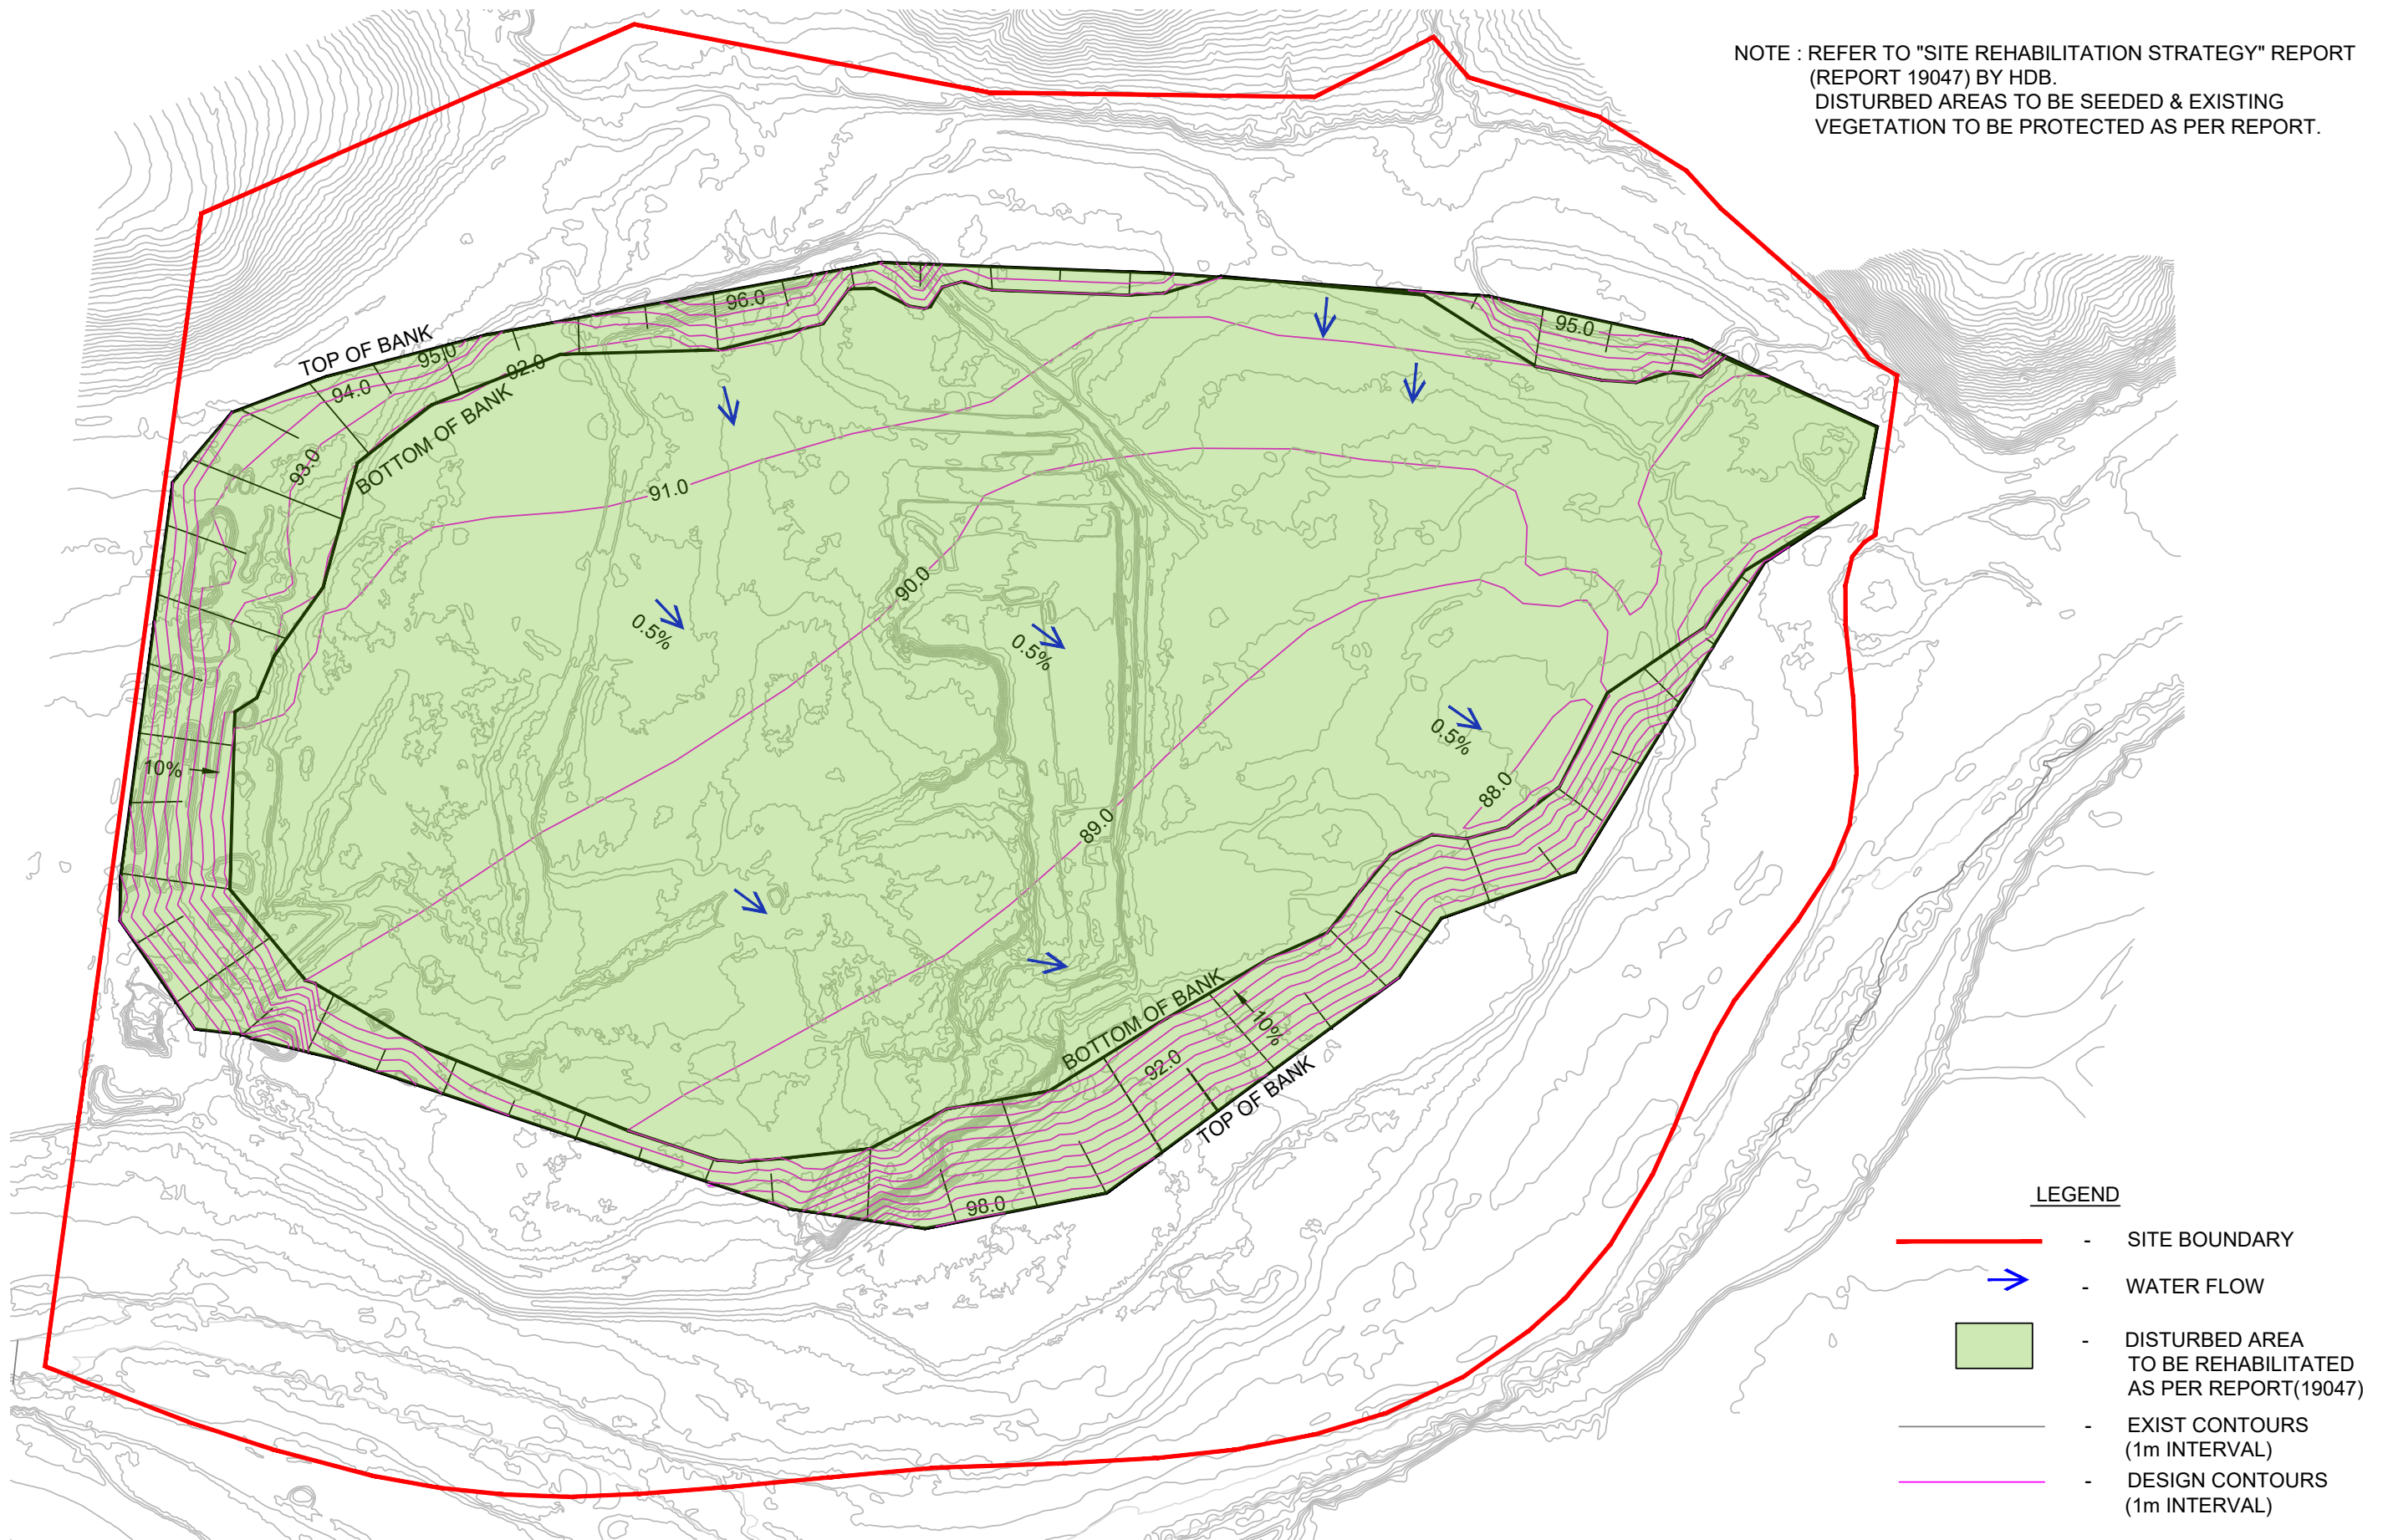 NOTE : REFER TO "SITE REHABILITATION STRATEGY" REPORT
(REPORT 19047) BY HDB.
DISTURBED AREAS TO BE SEEDED & EXISTING
VEGETATION TO BE PROTECTED AS PER REPORT.
96.0
95.0
TOP OF BANK
95.0
92.0
94.0
BOTTOM OF BANK
93.0
91.0
90.0
0.5%
0.5%
0.5%
10%
88.0
89.0
BOTTOM OF BANK
10%
92.0
TOP OF BANK
98.0
LEGEND
- SITE BOUNDARY
- WATER FLOW
- DISTURBED AREA
TO BE REHABILITATED
AS PER REPORT(19047)
- EXIST CONTOURS
(1m INTERVAL)
- DESIGN CONTOURS
(1m INTERVAL)